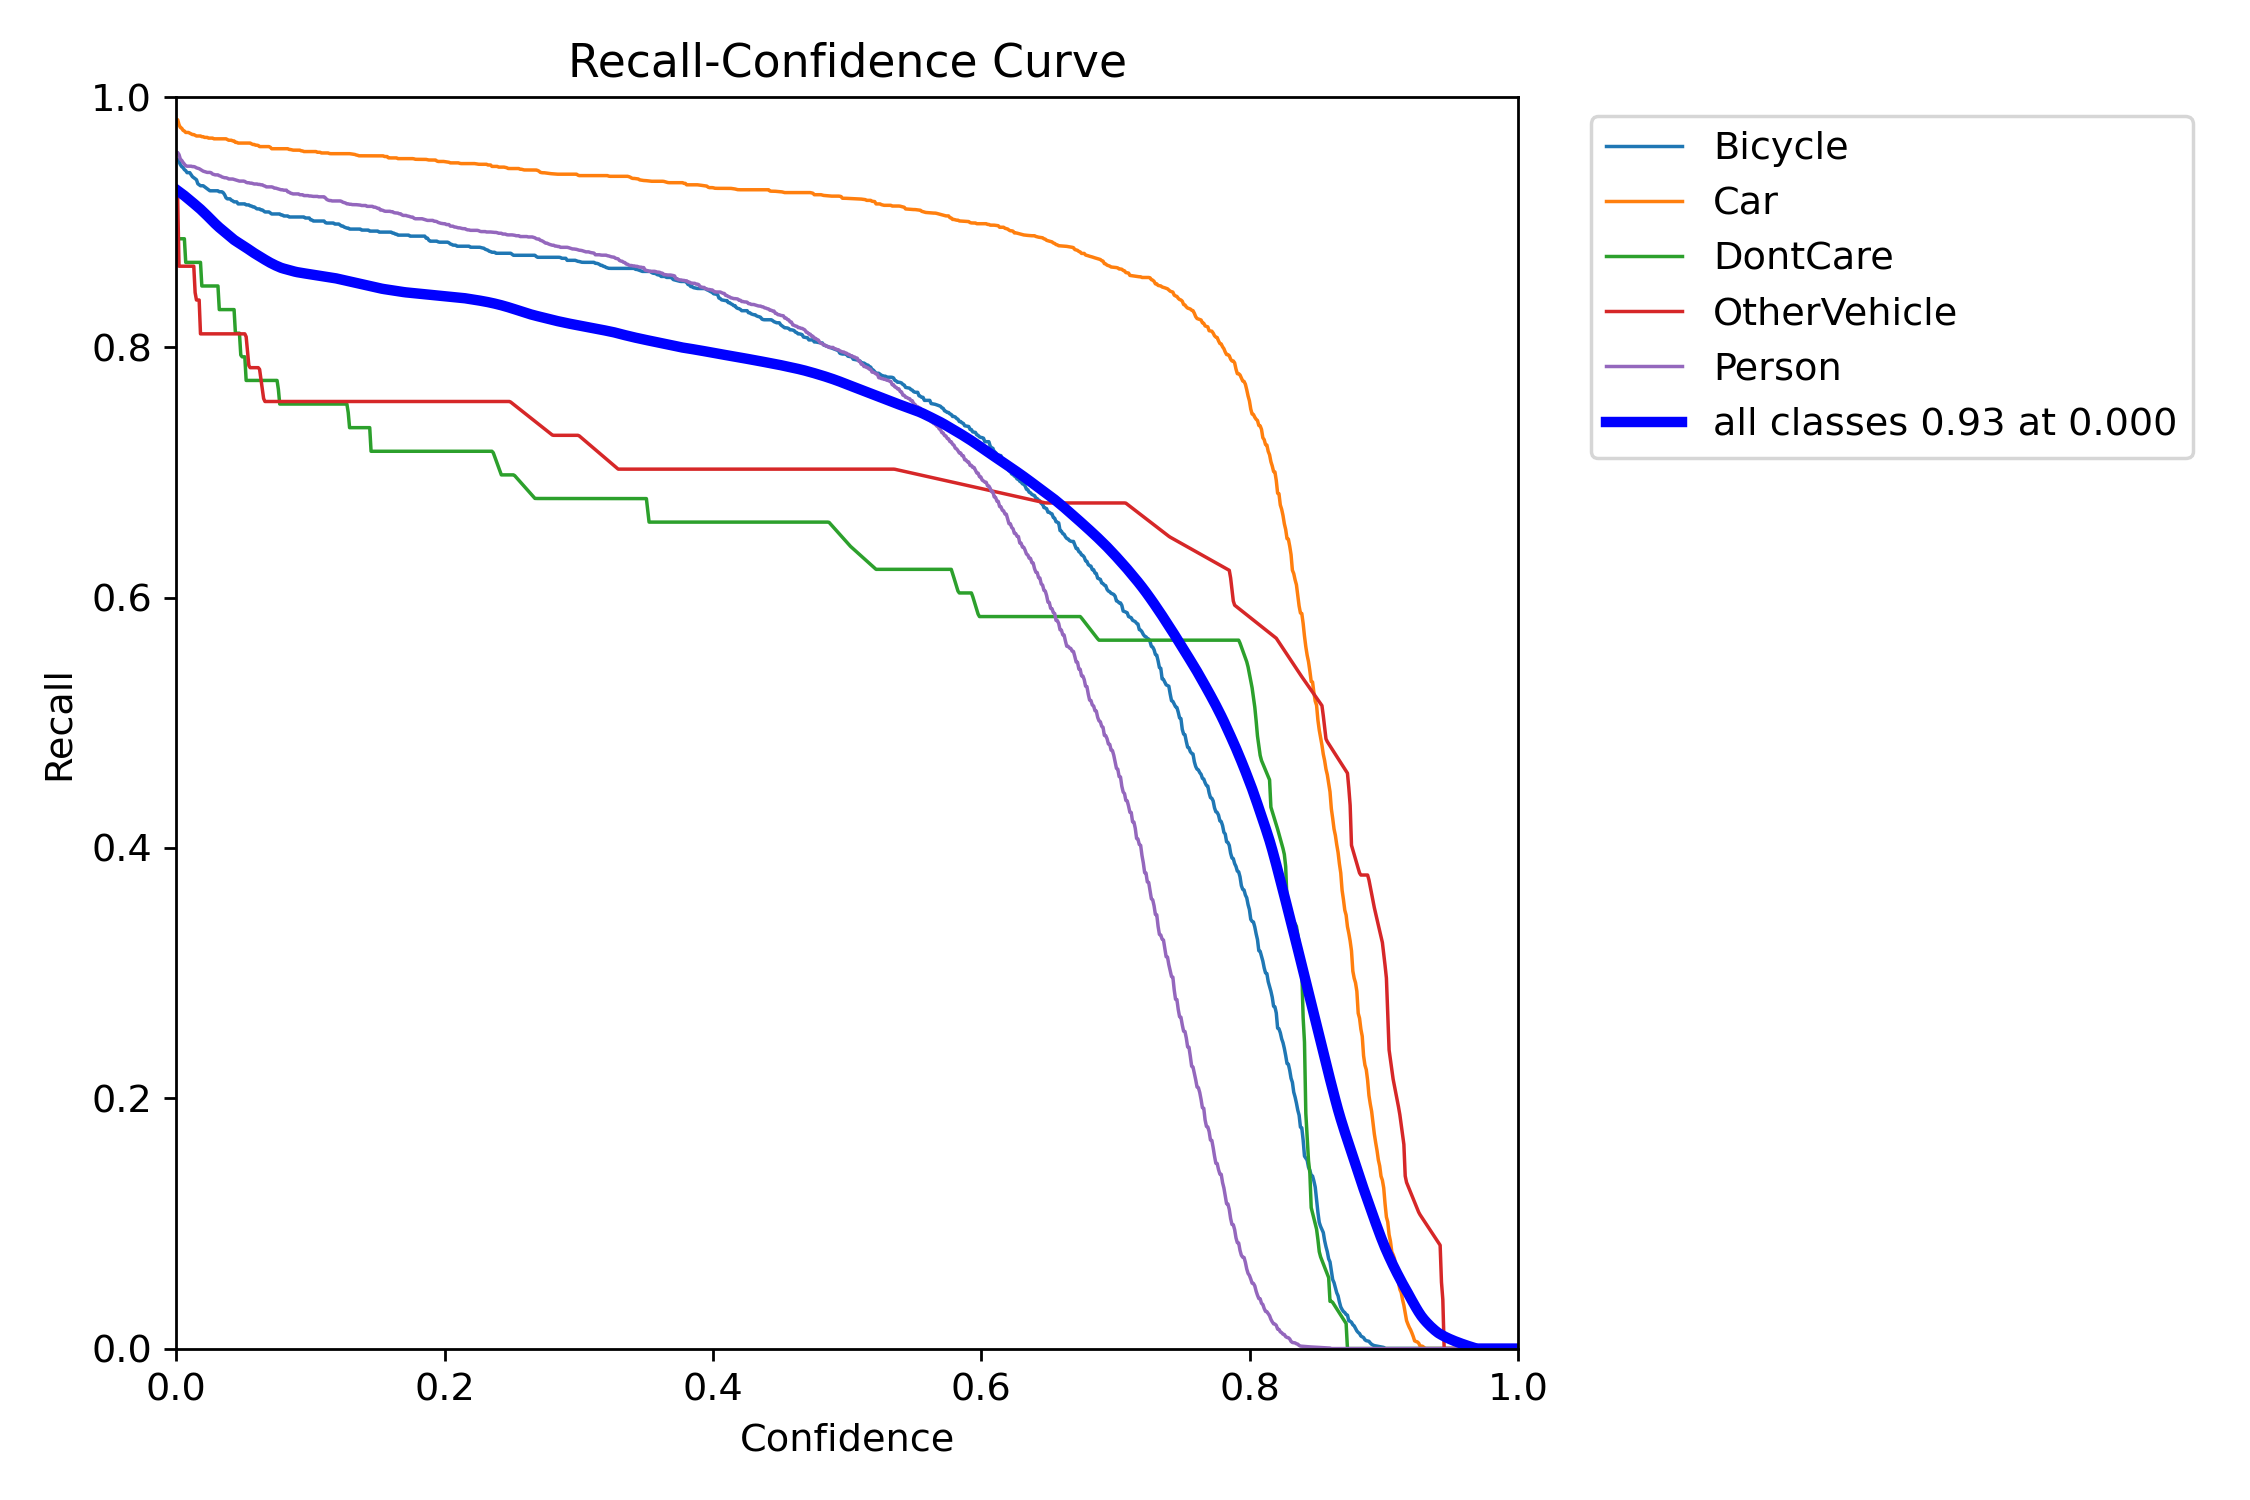 Recall-Confidence Curve
1.0
0.8
0.6
0.4
0.2
0.0
Recall
0.0 0.2 0.4 0.6 0.8 1.0
Confidence
Bicycle
Car
DontCare
OtherVehicle
Person
all classes 0.93 at 0.000